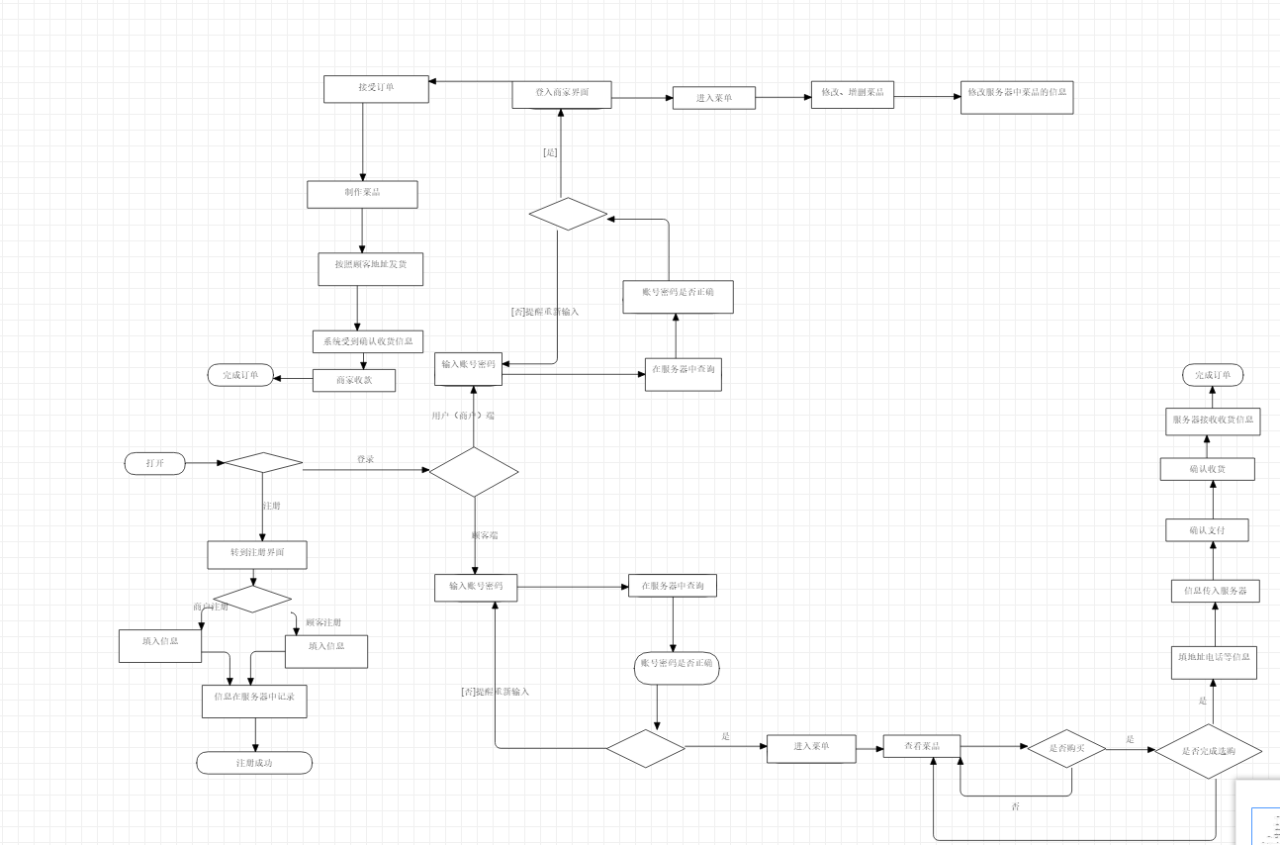 接受订单
登入商家界面
进入菜单
修改、增删菜品
修改服务器中菜品的信息
[是]
制作菜品
按照顾客地址发货
账号密码是否正确
[否]提醒重新输入
系统受到确认收货信息
输入账号密码
在服务器中查询
完成订单
商家收款
完成订单
用户（商户）端
服务器接收收货信息
打开
登录
确认收货
注册
顾客端
确认支付
转到注册界面
输入账号密码
在服务器中查询
信息传入服务器
商户注册
顾客注册
填入信息
填入信息
账号密码是否正确
填地址电话等信息
信息在服务器中记录
[否]提醒重新输入
是
是
进入菜单
查看菜品
是否购买
是
是否完成选购
注册成功
否